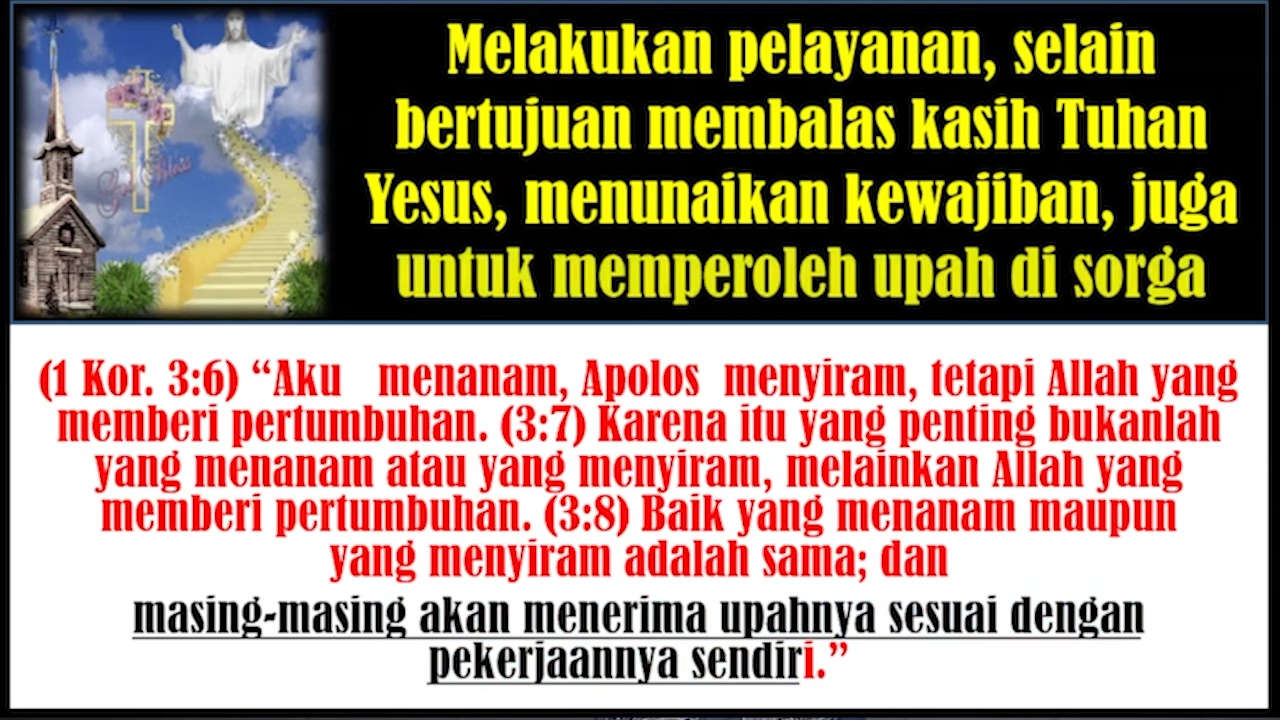 Melakukan pelayanan, selain
bertujuan membalas kasih Tuhan
Yesus, menunaikan kewajiban, juga
untuk memperoleh upah di sorga
(1 Kor. 3:6) “Aku menanam, Apolos menyiram, tetapi Allah yang
memberi pertumbuhan. (3:7) Karena itu yang penting bukanlah
yang menanam atau yang menyiram, melainkan Allah yang
memberi pertumbuhan. (3:8) Baik yang menanam maupun
yang menyiram adalah sama; dan
masing-masing akan menerima upahnya sesuai dengan
pekerjaannya sendiri.”